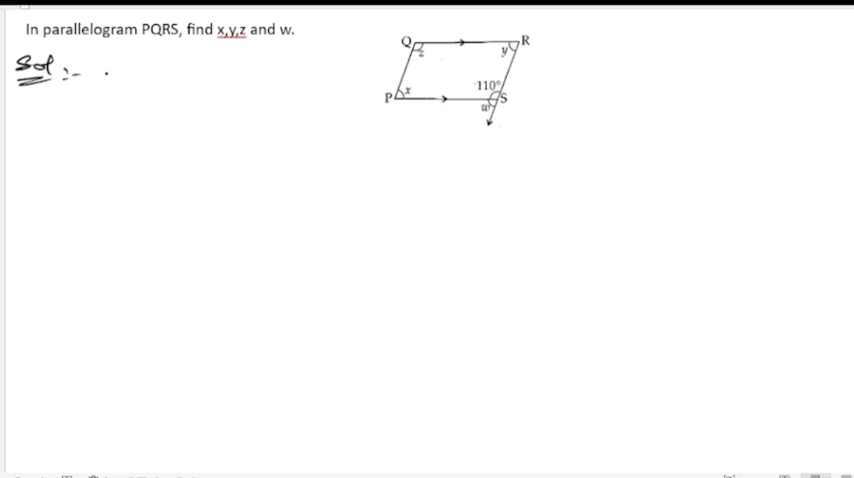 In parallelogram PQRS, find x,y,z and w.
Sol :- .
Q R
z y
110°
P x S
w